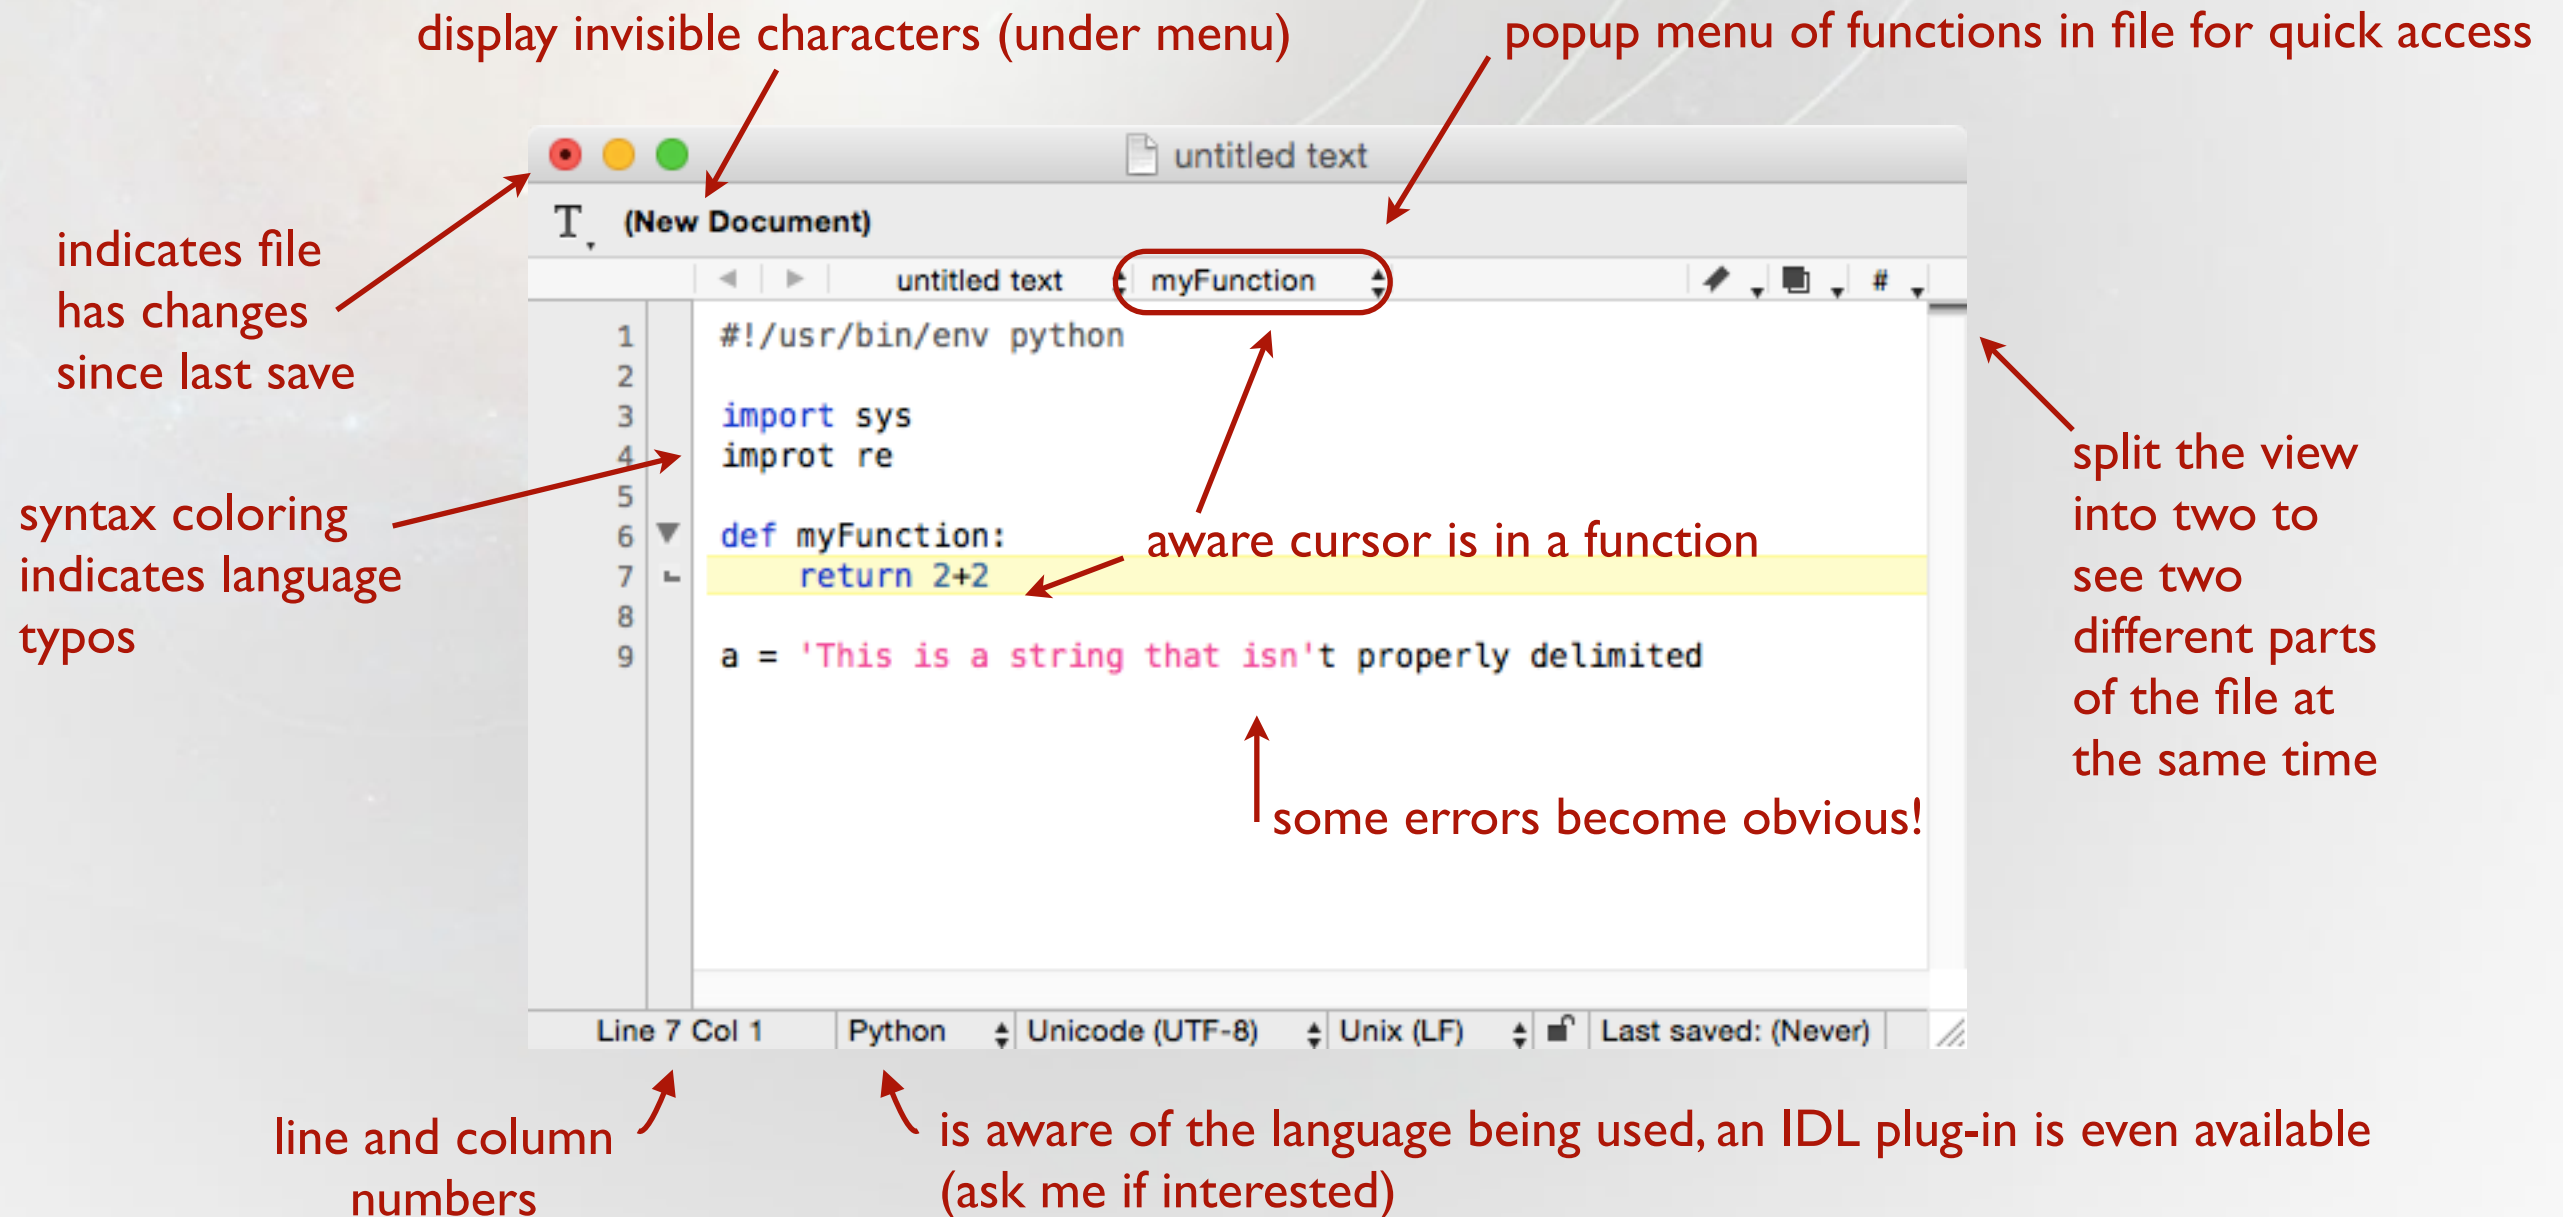 display invisible characters (under menu)
popup menu of functions in file for quick access
untitled text
T (New Document)
indicates file
has changes
since last save
untitled text
myFunction
#
1 #!/usr/bin/env python
2
3 import sys
4 improt re
5
6 def myFunction:
7 return 2+2
8
9 a = 'This is a string that isn't properly delimited
syntax coloring
indicates language
typos
aware cursor is in a function
some errors become obvious!
split the view
into two to
see two
different parts
of the file at
the same time
Line 7 Col 1 Python Unicode (UTF-8) Unix (LF) Last saved: (Never)
line and column
numbers
is aware of the language being used, an IDL plug-in is even available
(ask me if interested)